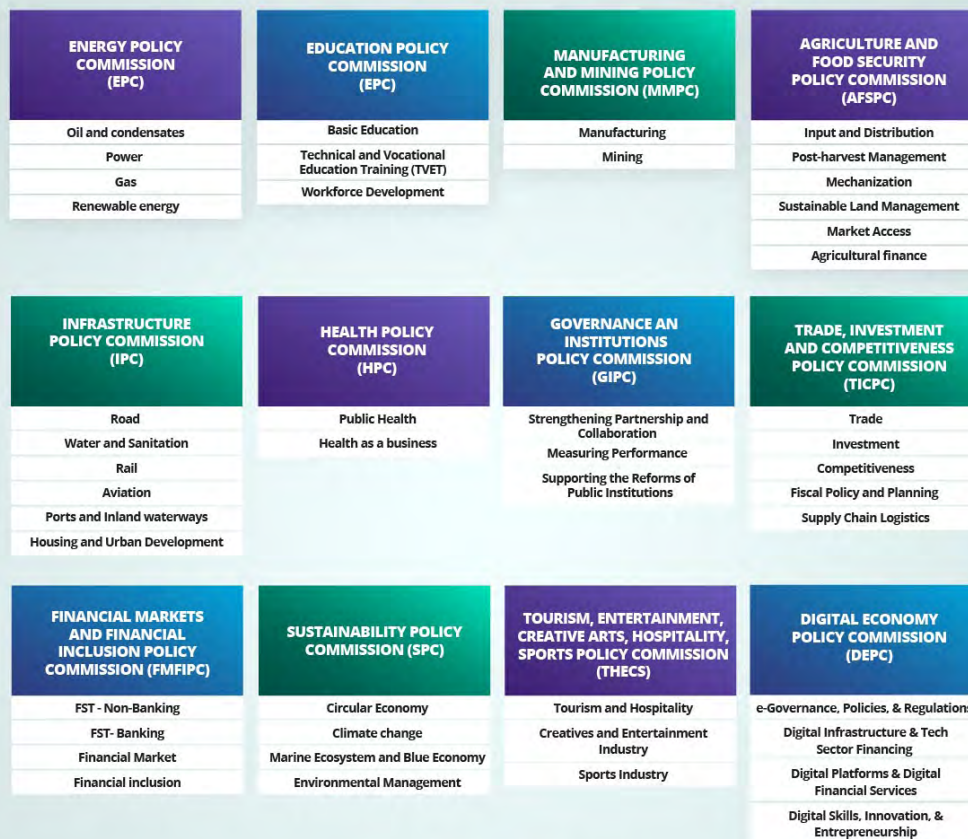 ENERGY POLICY
COMMISSION
(EPC)
Oil and condensates
Power
Gas
Renewable energy
EDUCATION POLICY
COMMISSION
(EPC)
Basic Education
Technical and Vocational
Education Training (TVET)
Workforce Development
MANUFACTURING
AND MINING POLICY
COMMISSION (MMPC)
Manufacturing
Mining
AGRICULTURE AND
FOOD SECURITY
POLICY COMMISSION
(AFSPC)
Input and Distribution
Post-harvest Management
Mechanization
Sustainable Land Management
Market Access
Agricultural finance
INFRASTRUCTURE
POLICY COMMISSION
(IPC)
Road
Water and Sanitation
Rail
Aviation
Ports and Inland waterways
Housing and Urban Development
HEALTH POLICY
COMMISSION
(HPC)
Public Health
Health as a business
GOVERNANCE AN
INSTITUTIONS
POLICY COMMISSION
(GIPC)
Strengthening Partnership and
Collaboration
Measuring Performance
Supporting the Reforms of
Public Institutions
TRADE, INVESTMENT
AND COMPETITIVENESS
POLICY COMMISSION
(TICPC)
Trade
Investment
Competitiveness
Fiscal Policy and Planning
Supply Chain Logistics
FINANCIAL MARKETS
AND FINANCIAL
INCLUSION POLICY
COMMISSION (FMFIPC)
FST - Non-Banking
FST- Banking
Financial Market
Financial inclusion
SUSTAINABILITY POLICY
COMMISSION (SPC)
Circular Economy
Climate change
Marine Ecosystem and Blue Economy
Environmental Management
TOURISM, ENTERTAINMENT,
CREATIVE ARTS, HOSPITALITY,
SPORTS POLICY COMMISSION
(THECS)
Tourism and Hospitality
Creatives and Entertainment
Industry
Sports Industry
DIGITAL ECONOMY
POLICY COMMISSION
(DEPC)
e-Governance, Policies, & Regulations
Digital Infrastructure & Tech
Sector Financing
Digital Platforms & Digital
Financial Services
Digital Skills, Innovation, &
Entrepreneurship